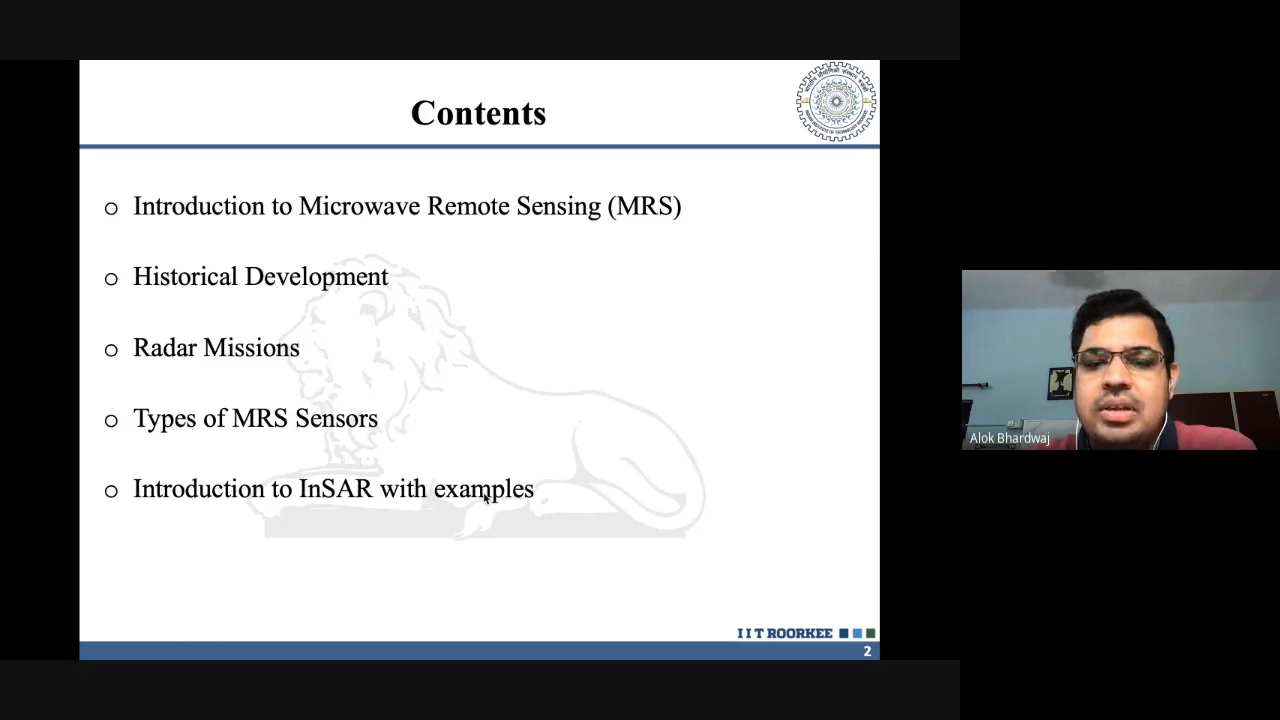 Contents
Introduction to Microwave Remote Sensing (MRS)
Historical Development
Radar Missions
Types of MRS Sensors
Introduction to InSAR with examples
IIT ROORKEE
2
Alok Bhardwaj